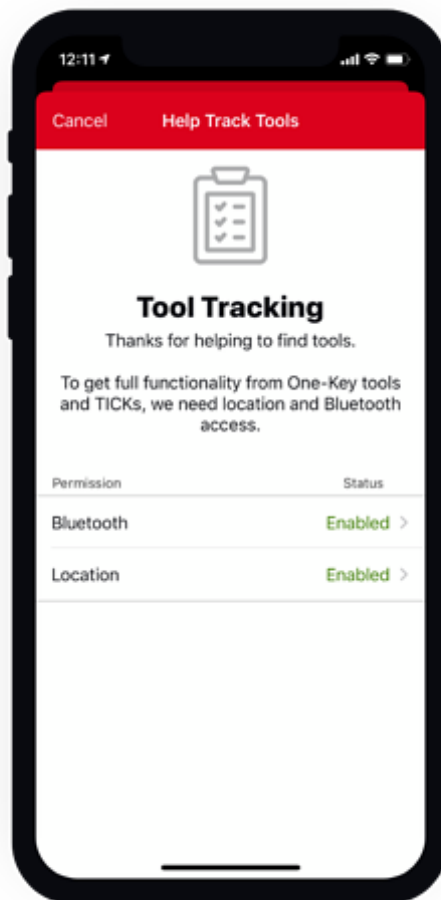 12:11
Cancel Help Track Tools
Tool Tracking
Thanks for helping to find tools.
To get full functionality from One-Key tools
and TICKs, we need location and Bluetooth
access.
Permission Status
Bluetooth Enabled
Location Enabled